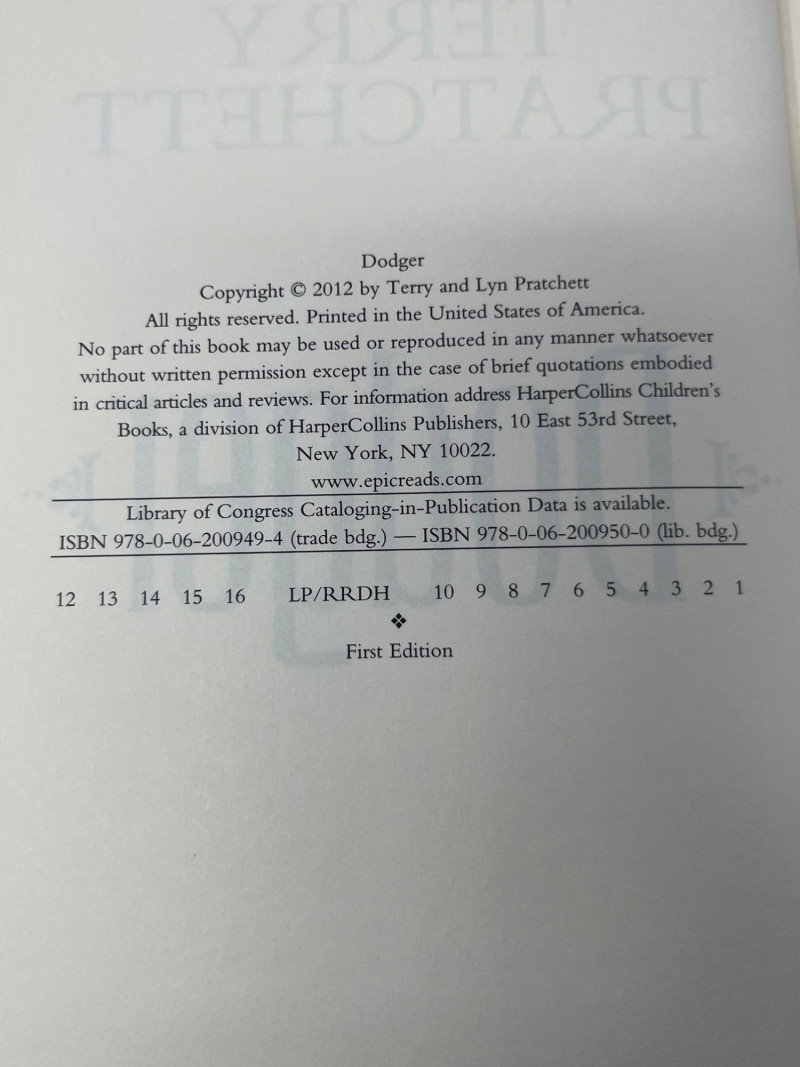 TERRY
PRATCHETT
Dodger
Copyright © 2012 by Terry and Lyn Pratchett
All rights reserved. Printed in the United States of America.
No part of this book may be used or reproduced in any manner whatsoever
without written permission except in the case of brief quotations embodied
in critical articles and reviews. For information address HarperCollins Children's
Books, a division of HarperCollins Publishers, 10 East 53rd Street,
New York, NY 10022.
www.epicreads.com
Library of Congress Cataloging-in-Publication Data is available.
ISBN 978-0-06-200949-4 (trade bdg.) — ISBN 978-0-06-200950-0 (lib. bdg.)
12 13 14 15 16 LP/RRDH 10 9 8 7 6 5 4 3 2 1
❖
First Edition